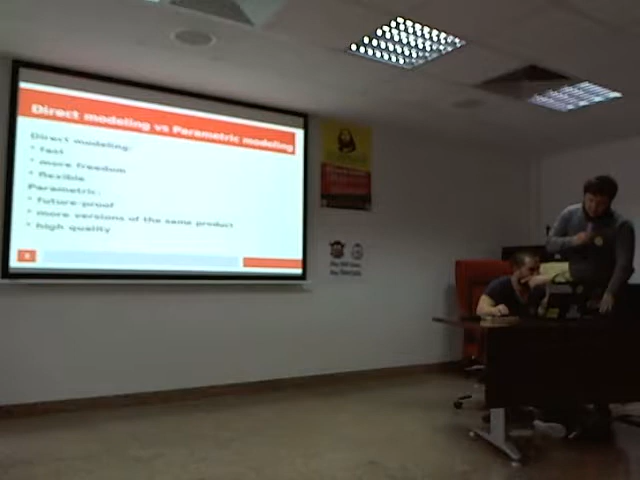 Direct modeling vs Parametric modeling
Direct modeling:
• fast
• more freedom
• flexible
Parametric:
• future-proof
• more versions of the same product
• high quality